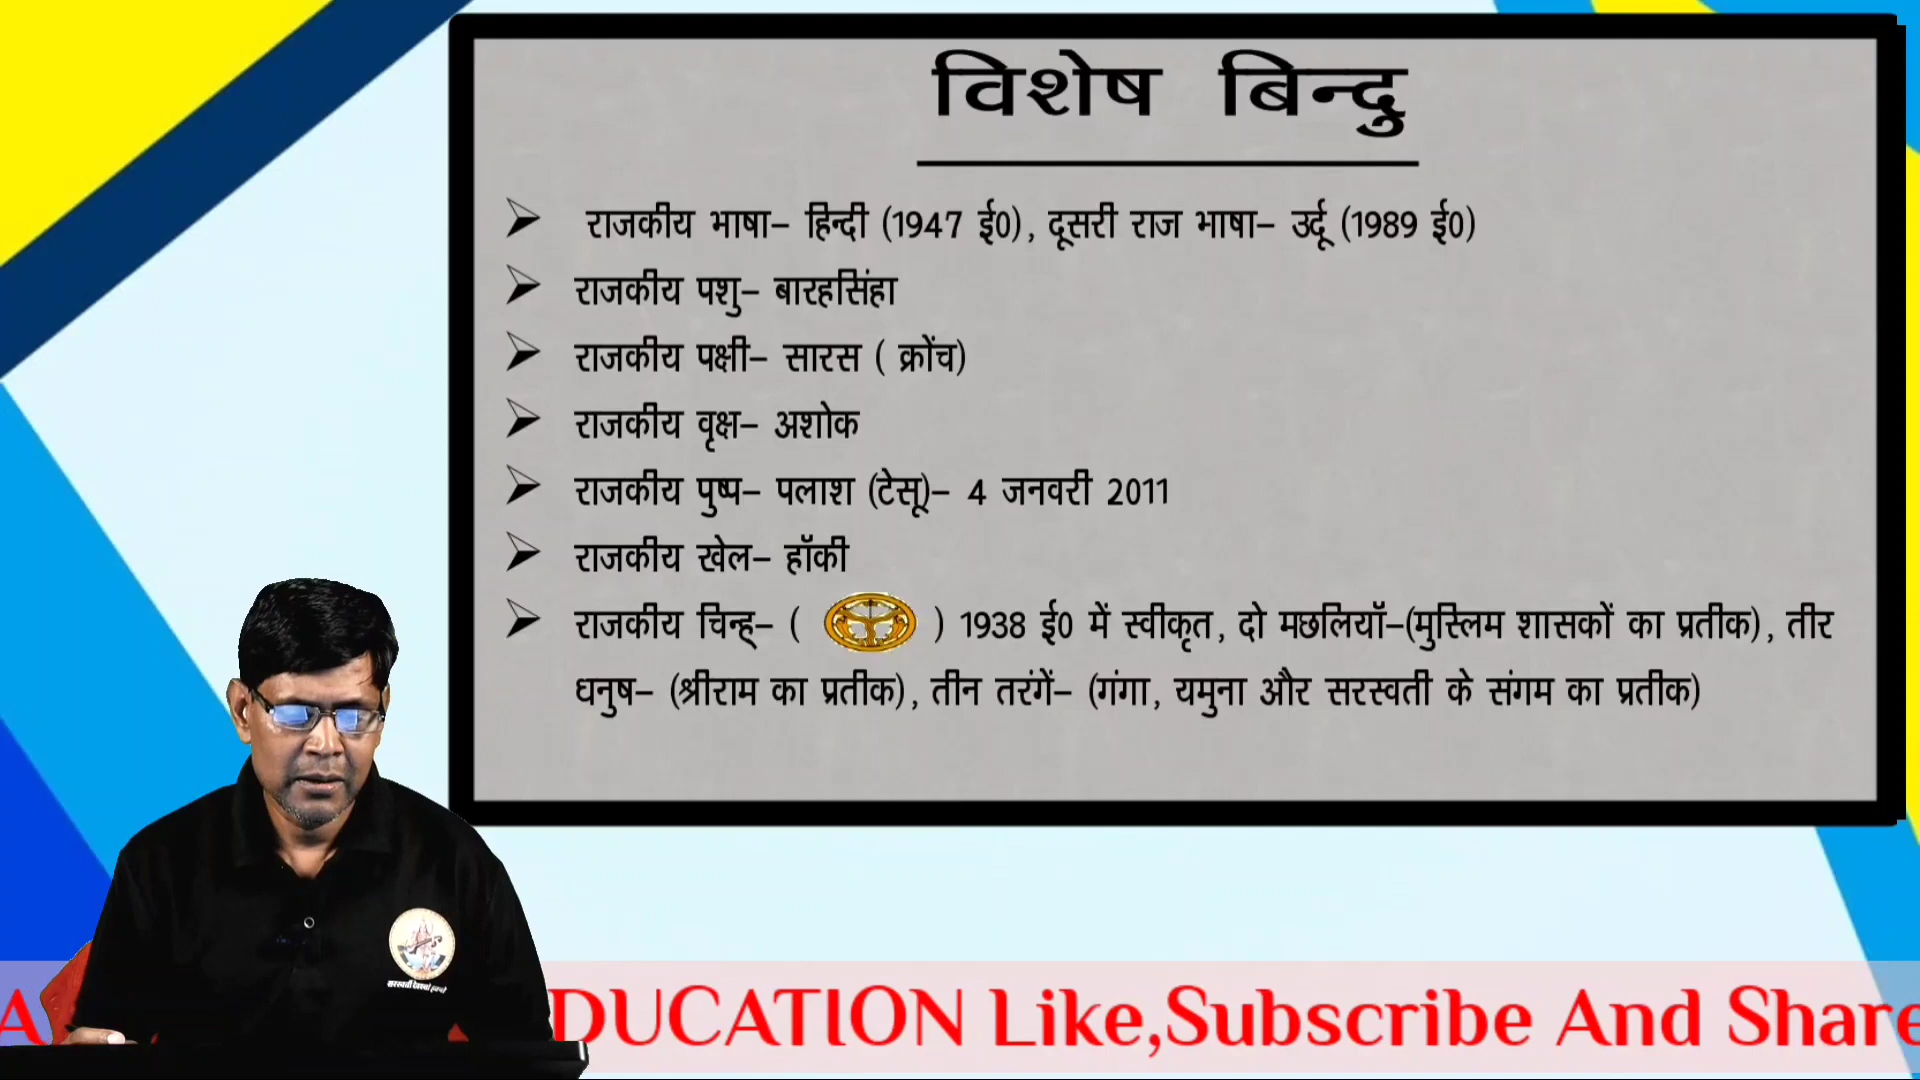 विशेष बिन्दु
राजकीय भाषा– हिन्दी (1947 ई0), दूसरी राज भाषा– उर्दू (1989 ई0)
राजकीय पशु– बारहसिंहा
राजकीय पक्षी– सारस ( क्रोंच)
राजकीय वृक्ष– अशोक
राजकीय पुष्प– पलाश (टेसू)– 4 जनवरी 2011
राजकीय खेल– हॉकी
राजकीय चिन्ह– ( ) 1938 ई0 में स्वीकृत, दो मछलियॉ–(मुस्लिम शासकों का प्रतीक), तीर
धनुष– (श्रीराम का प्रतीक), तीन तरंगें– (गंगा, यमुना और सरस्वती के संगम का प्रतीक)
A DUCATION Like,Subscribe And Share